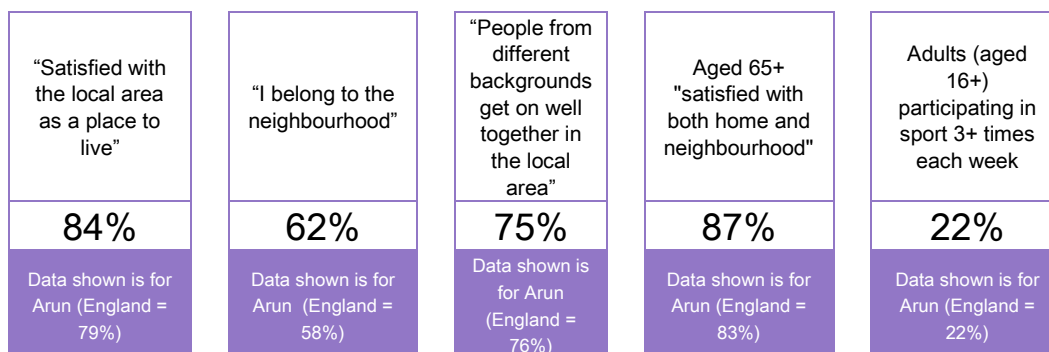 “Satisfied with
the local area
as a place to
live”
84%
Data shown is for
Arun (England =
79%)
“I belong to the
neighbourhood”
62%
Data shown is for
Arun  (England =
58%)
“People from
different
backgrounds
get on well
together in
the local
area”
75%
Data shown is
for Arun
(England =
76%)
Aged 65+
"satisfied with
both home and
neighbourhood"
87%
Data shown is for
Arun (England =
83%)
Adults (aged
16+)
participating in
sport 3+ times
each week
22%
Data shown is for
Arun (England =
22%)